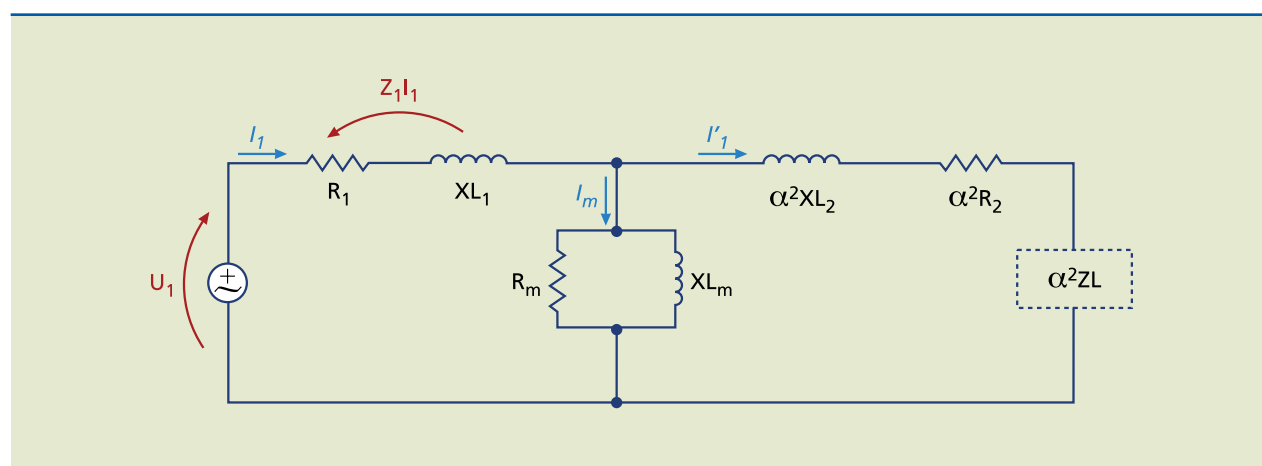 Z₁I₁
I₁
I'₁
R₁
XL₁
Iₘ
α²XL₂
α²R₂
U₁
Rₘ
XLₘ
α²ZL